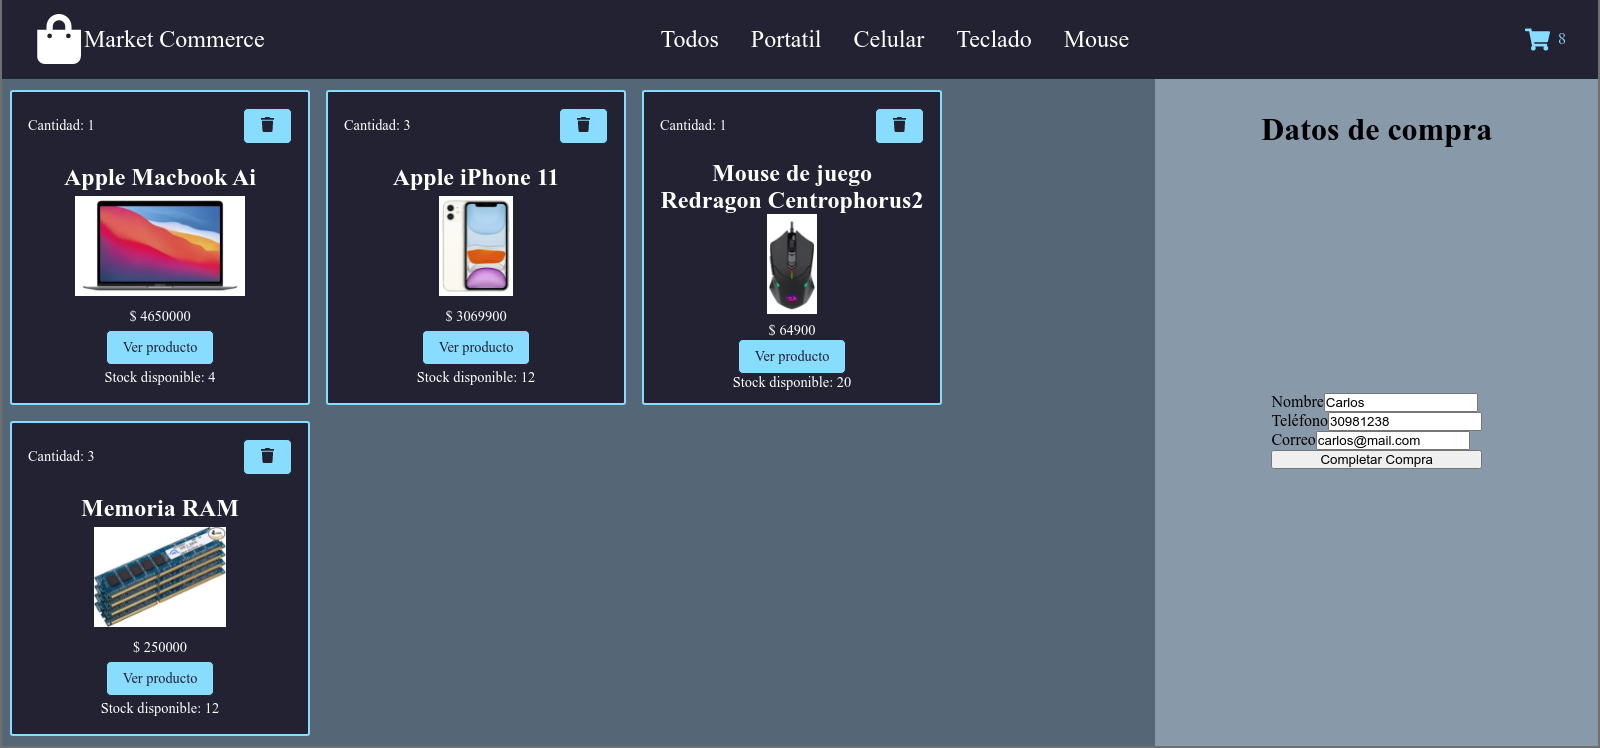 Market Commerce
Todos Portatil Celular Teclado Mouse
8
Cantidad: 1
Apple Macbook Ai
$ 4650000
Ver producto
Stock disponible: 4
Cantidad: 3
Apple iPhone 11
$ 3069900
Ver producto
Stock disponible: 12
Cantidad: 1
Mouse de juego
Redragon Centrophorus2
$ 64900
Ver producto
Stock disponible: 20
Cantidad: 3
Memoria RAM
$ 250000
Ver producto
Stock disponible: 12
Datos de compra
Nombre Carlos
Teléfono 30981238
Correo carlos@mail.com
Completar Compra